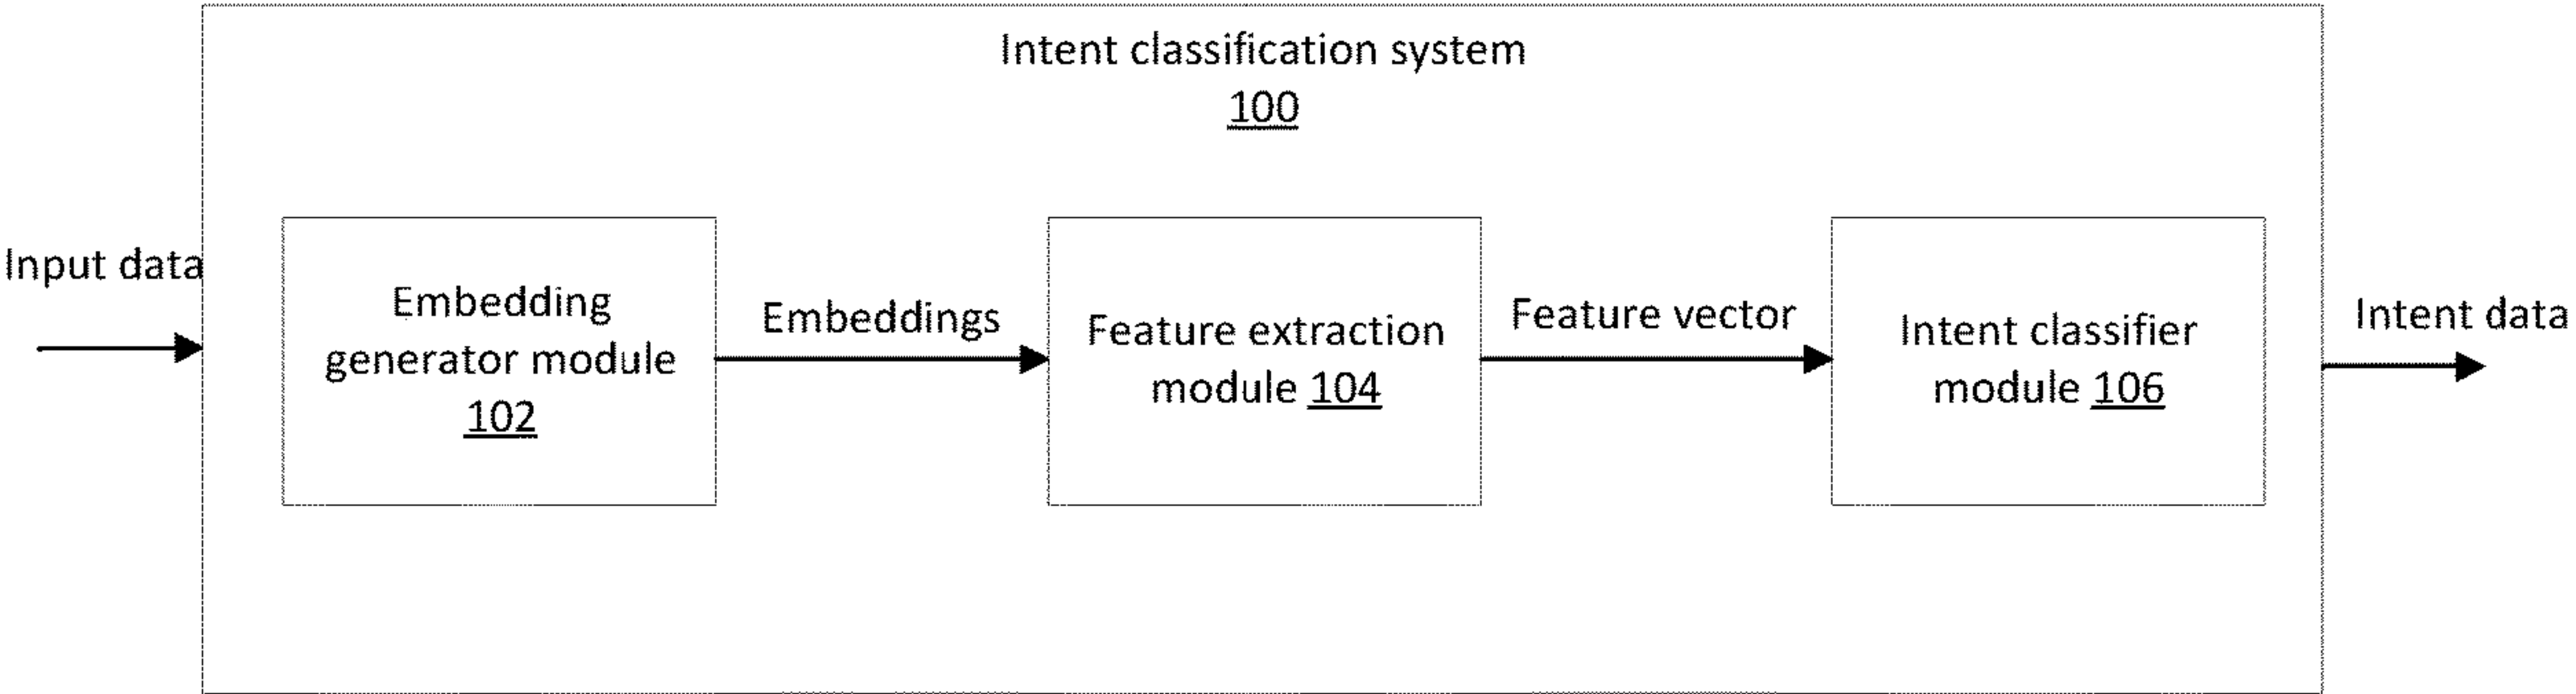 Intent classification system
100
Input data
Embedding
generator module
102
Embeddings
Feature extraction
module 104
Feature vector
Intent classifier
module 106
Intent data